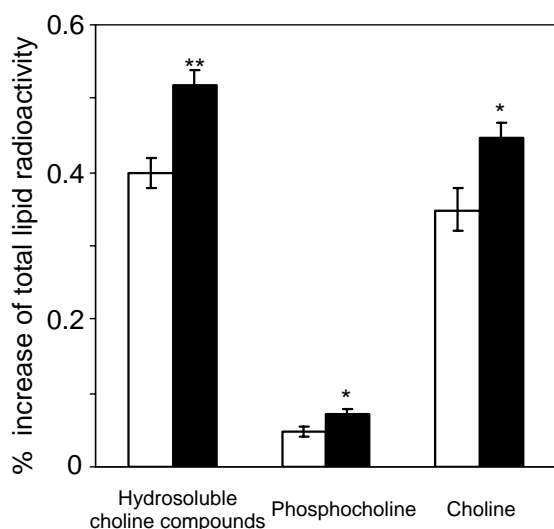 % increase of total lipid radioactivity
0.6
0.4
0.2
0
**
*
*
Hydrosoluble
choline compounds
Phosphocholine
Choline